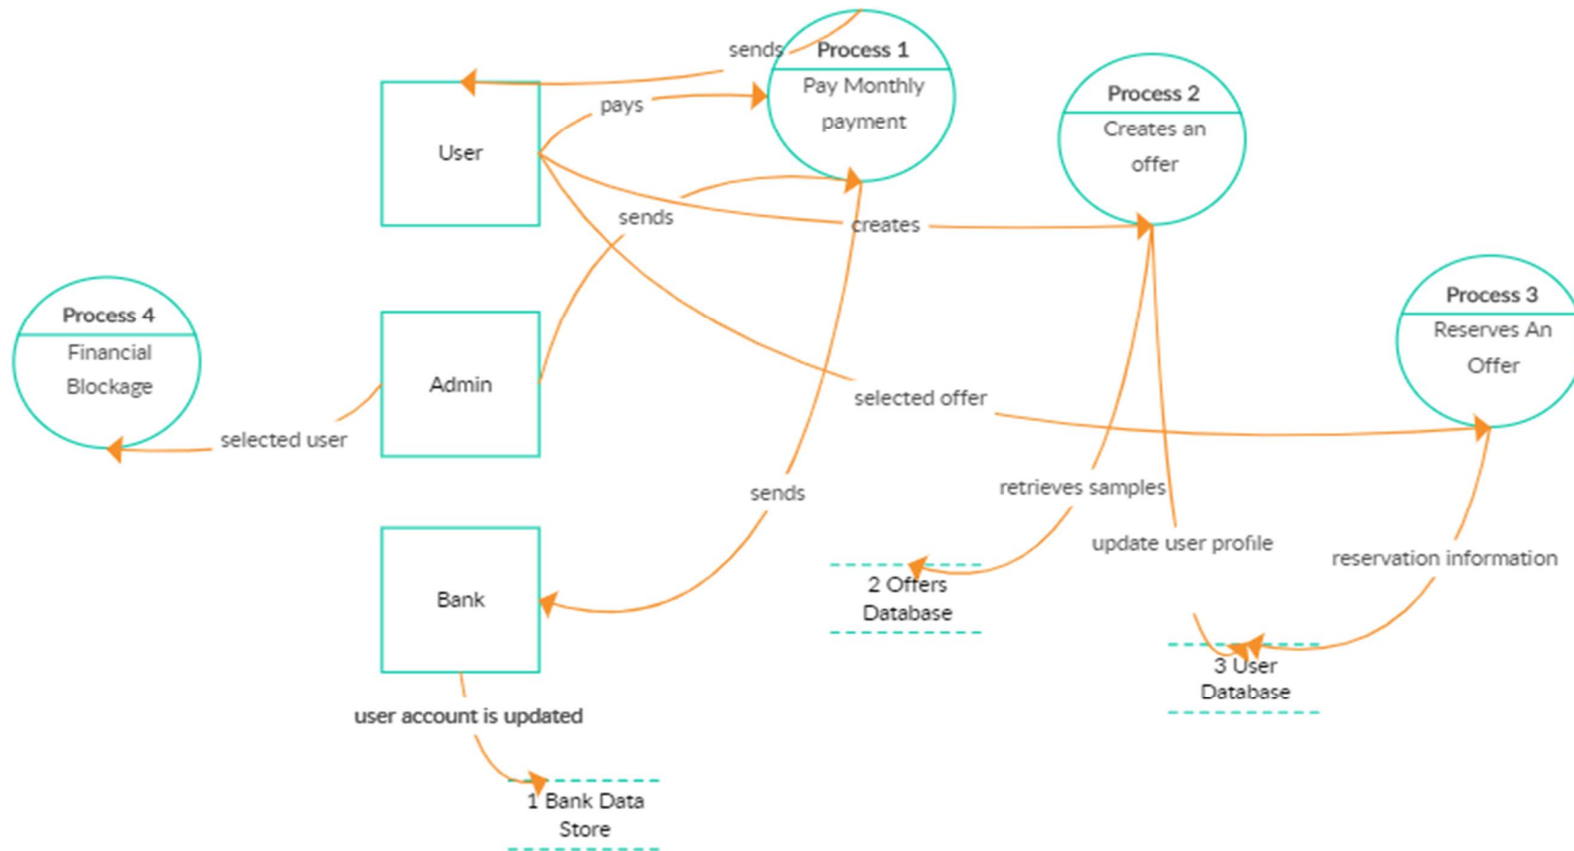 sends
Process 1
Pay Monthly
payment
pays
Process 2
Creates an
offer
User
sends
creates
Process 3
Reserves An
Offer
Process 4
Financial
Blockage
Admin
selected offer
selected user
sends
retrieves samples
update user profile
reservation information
Bank
2 Offers
Database
3 User
Database
user account is updated
1 Bank Data
Store